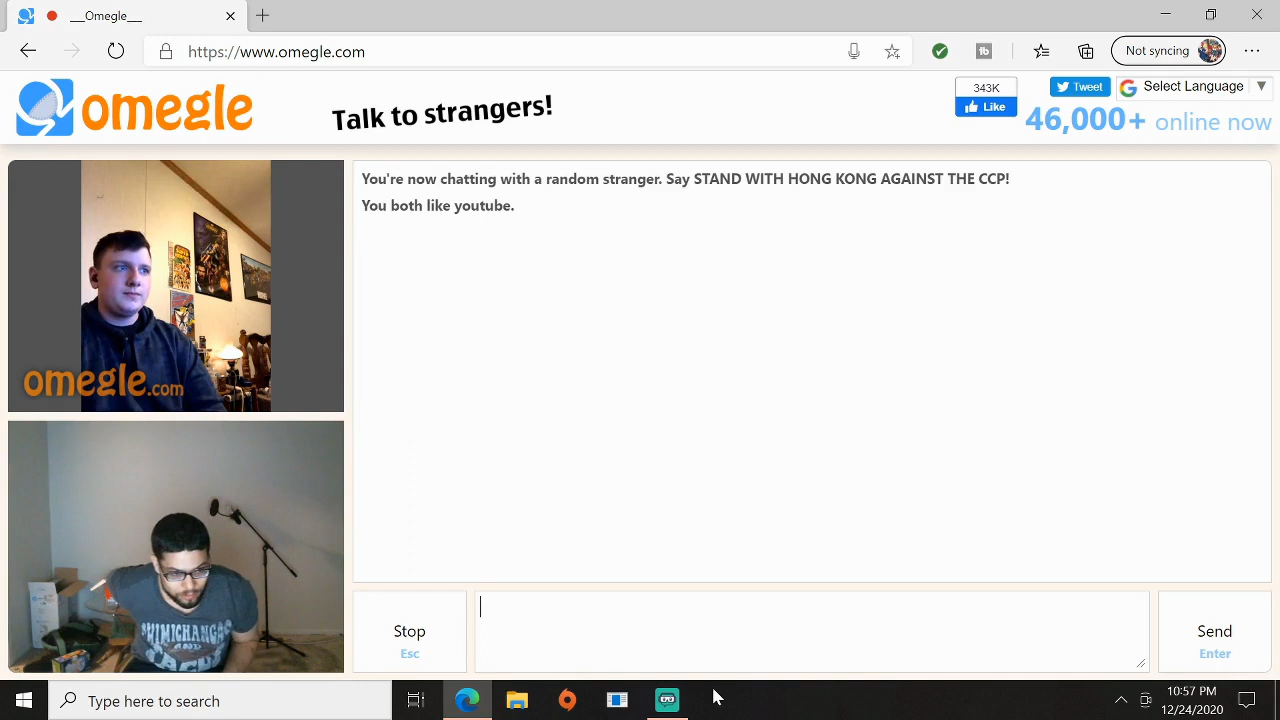 __Omegle__
https://www.omegle.com
Not syncing
omegle
Talk to strangers!
343K
Like
Tweet
Select Language
46,000+ online now
You're now chatting with a random stranger. Say STAND WITH HONG KONG AGAINST THE CCP!
You both like youtube.
omegle.com
CHIMICHANGAS
Stop
Esc
Send
Enter
Type here to search
10:57 PM
12/24/2020